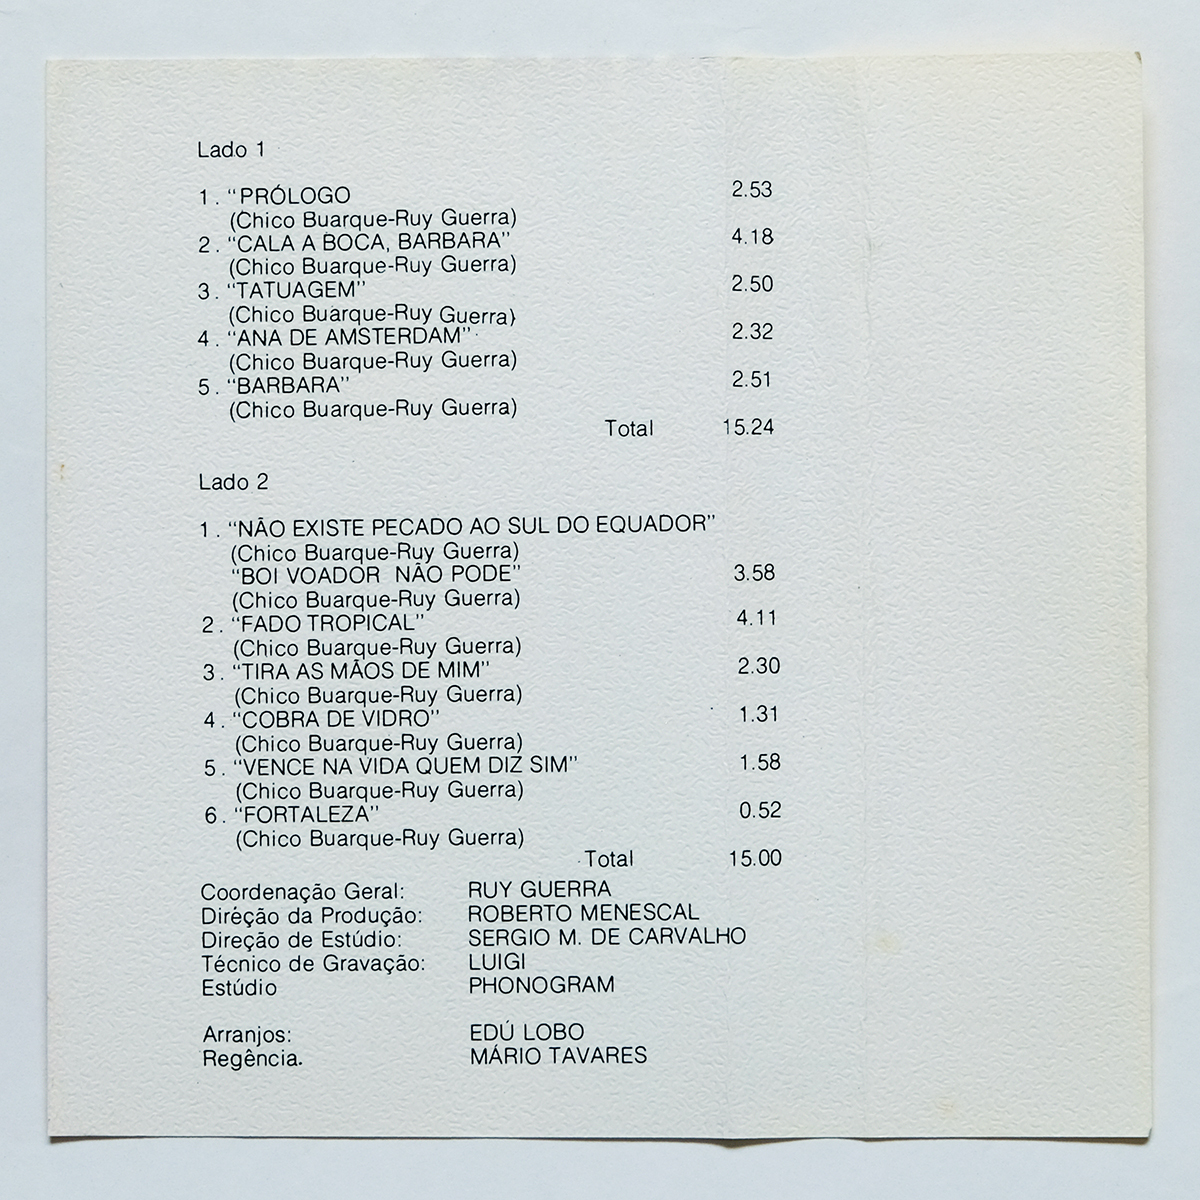 Lado 1
1. "PRÓLOGO 2.53
(Chico Buarque-Ruy Guerra)
2. "CALA A BOCA, BARBARA" 4.18
(Chico Buarque-Ruy Guerra)
3. "TATUAGEM" 2.50
(Chico Buarque-Ruy Guerra)
4. "ANA DE AMSTERDAM" 2.32
(Chico Buarque-Ruy Guerra)
5. "BARBARA" 2.51
(Chico Buarque-Ruy Guerra)
Total 15.24
Lado 2
1. "NÃO EXISTE PECADO AO SUL DO EQUADOR"
(Chico Buarque-Ruy Guerra)
"BOI VOADOR NÃO PODE" 3.58
(Chico Buarque-Ruy Guerra)
2. "FADO TROPICAL" 4.11
(Chico Buarque-Ruy Guerra)
3. "TIRA AS MÃOS DE MIM" 2.30
(Chico Buarque-Ruy Guerra)
4. "COBRA DE VIDRO" 1.31
(Chico Buarque-Ruy Guerra)
5. "VENCE NA VIDA QUEM DIZ SIM" 1.58
(Chico Buarque-Ruy Guerra)
6. "FORTALEZA" 0.52
(Chico Buarque-Ruy Guerra)
Total 15.00
Coordenação Geral: RUY GUERRA
Diréção da Produção: ROBERTO MENESCAL
Direção de Estúdio: SERGIO M. DE CARVALHO
Técnico de Gravação: LUIGI
Estúdio PHONOGRAM
Arranjos: EDÚ LOBO
Regência. MÁRIO TAVARES